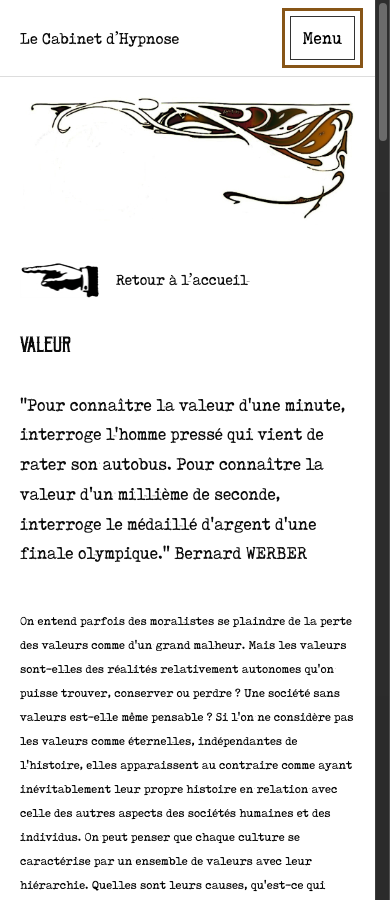 Le Cabinet d’Hypnose
Menu
Retour à l’accueil
VALEUR
"Pour connaître la valeur d'une minute,
interroge l'homme pressé qui vient de
rater son autobus. Pour connaître la
valeur d'un millième de seconde,
interroge le médaillé d'argent d'une
finale olympique." Bernard WERBER
On entend parfois des moralistes se plaindre de la perte
des valeurs comme d'un grand malheur. Mais les valeurs
sont-elles des réalités relativement autonomes qu'on
puisse trouver, conserver ou perdre ? Une société sans
valeurs est-elle même pensable ? Si l'on ne considère pas
les valeurs comme éternelles, indépendantes de
l'histoire, elles apparaissent au contraire comme ayant
inévitablement leur propre histoire en relation avec
celle des autres aspects des sociétés humaines et des
individus. On peut penser que chaque culture se
caractérise par un ensemble de valeurs avec leur
hiérarchie. Quelles sont leurs causes, qu'est-ce qui